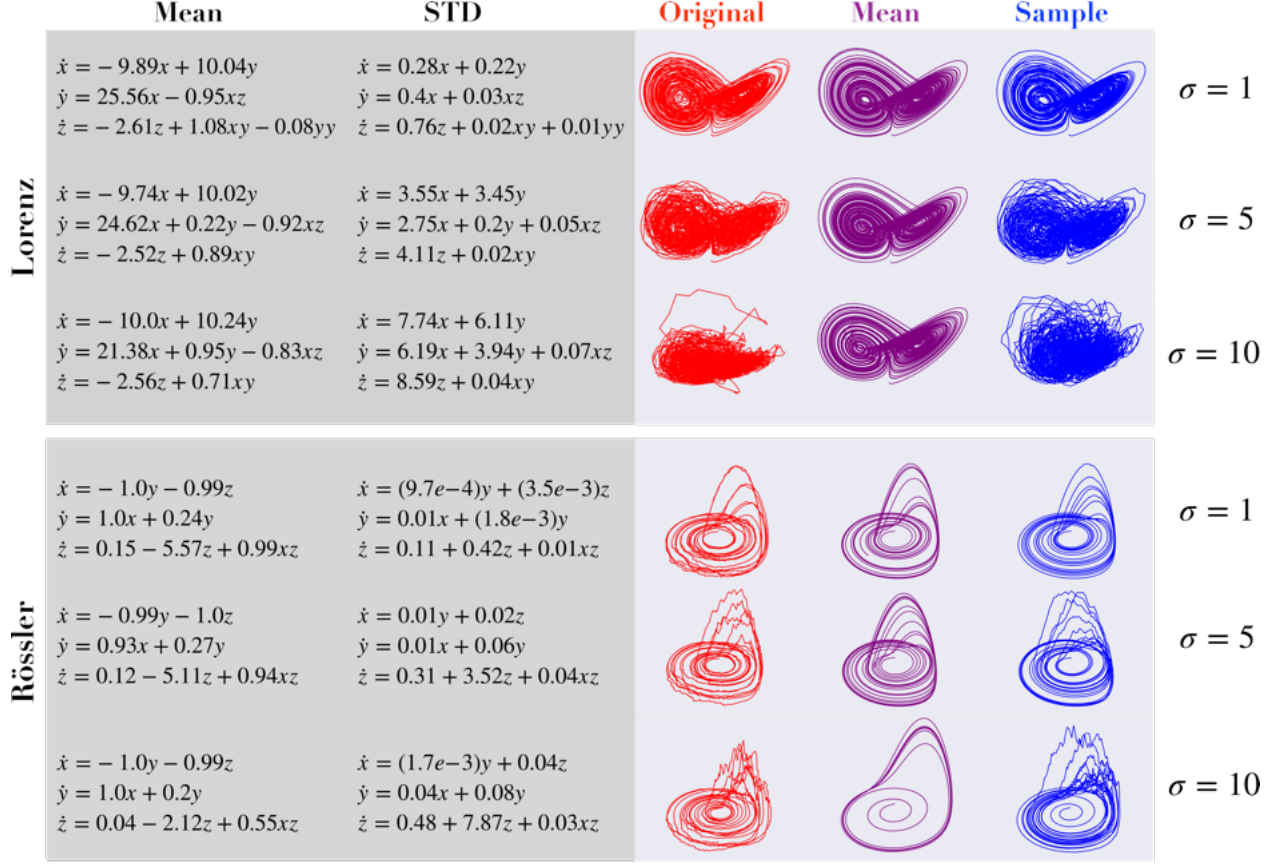 Mean STD Original Mean Sample
Lorenz
ẋ = − 9.89x + 10.04y ẋ = 0.28x + 0.22y σ = 1
ẏ = 25.56x − 0.95xz ẏ = 0.4x + 0.03xz
ż = − 2.61z + 1.08xy − 0.08yy ż = 0.76z + 0.02xy + 0.01yy
ẋ = − 9.74x + 10.02y ẋ = 3.55x + 3.45y σ = 5
ẏ = 24.62x + 0.22y − 0.92xz ẏ = 2.75x + 0.2y + 0.05xz
ż = − 2.52z + 0.89xy ż = 4.11z + 0.02xy
ẋ = − 10.0x + 10.24y ẋ = 7.74x + 6.11y
ẏ = 21.38x + 0.95y − 0.83xz ẏ = 6.19x + 3.94y + 0.07xz σ = 10
ż = − 2.56z + 0.71xy ż = 8.59z + 0.04xy
Rössler
ẋ = − 1.0y − 0.99z ẋ = (9.7e−4)y + (3.5e−3)z σ = 1
ẏ = 1.0x + 0.24y ẏ = 0.01x + (1.8e−3)y
ż = 0.15 − 5.57z + 0.99xz ż = 0.11 + 0.42z + 0.01xz
ẋ = − 0.99y − 1.0z ẋ = 0.01y + 0.02z σ = 5
ẏ = 0.93x + 0.27y ẏ = 0.01x + 0.06y
ż = 0.12 − 5.11z + 0.94xz ż = 0.31 + 3.52z + 0.04xz
ẋ = − 1.0y − 0.99z ẋ = (1.7e−3)y + 0.04z σ = 10
ẏ = 1.0x + 0.2y ẏ = 0.04x + 0.08y
ż = 0.04 − 2.12z + 0.55xz ż = 0.48 + 7.87z + 0.03xz